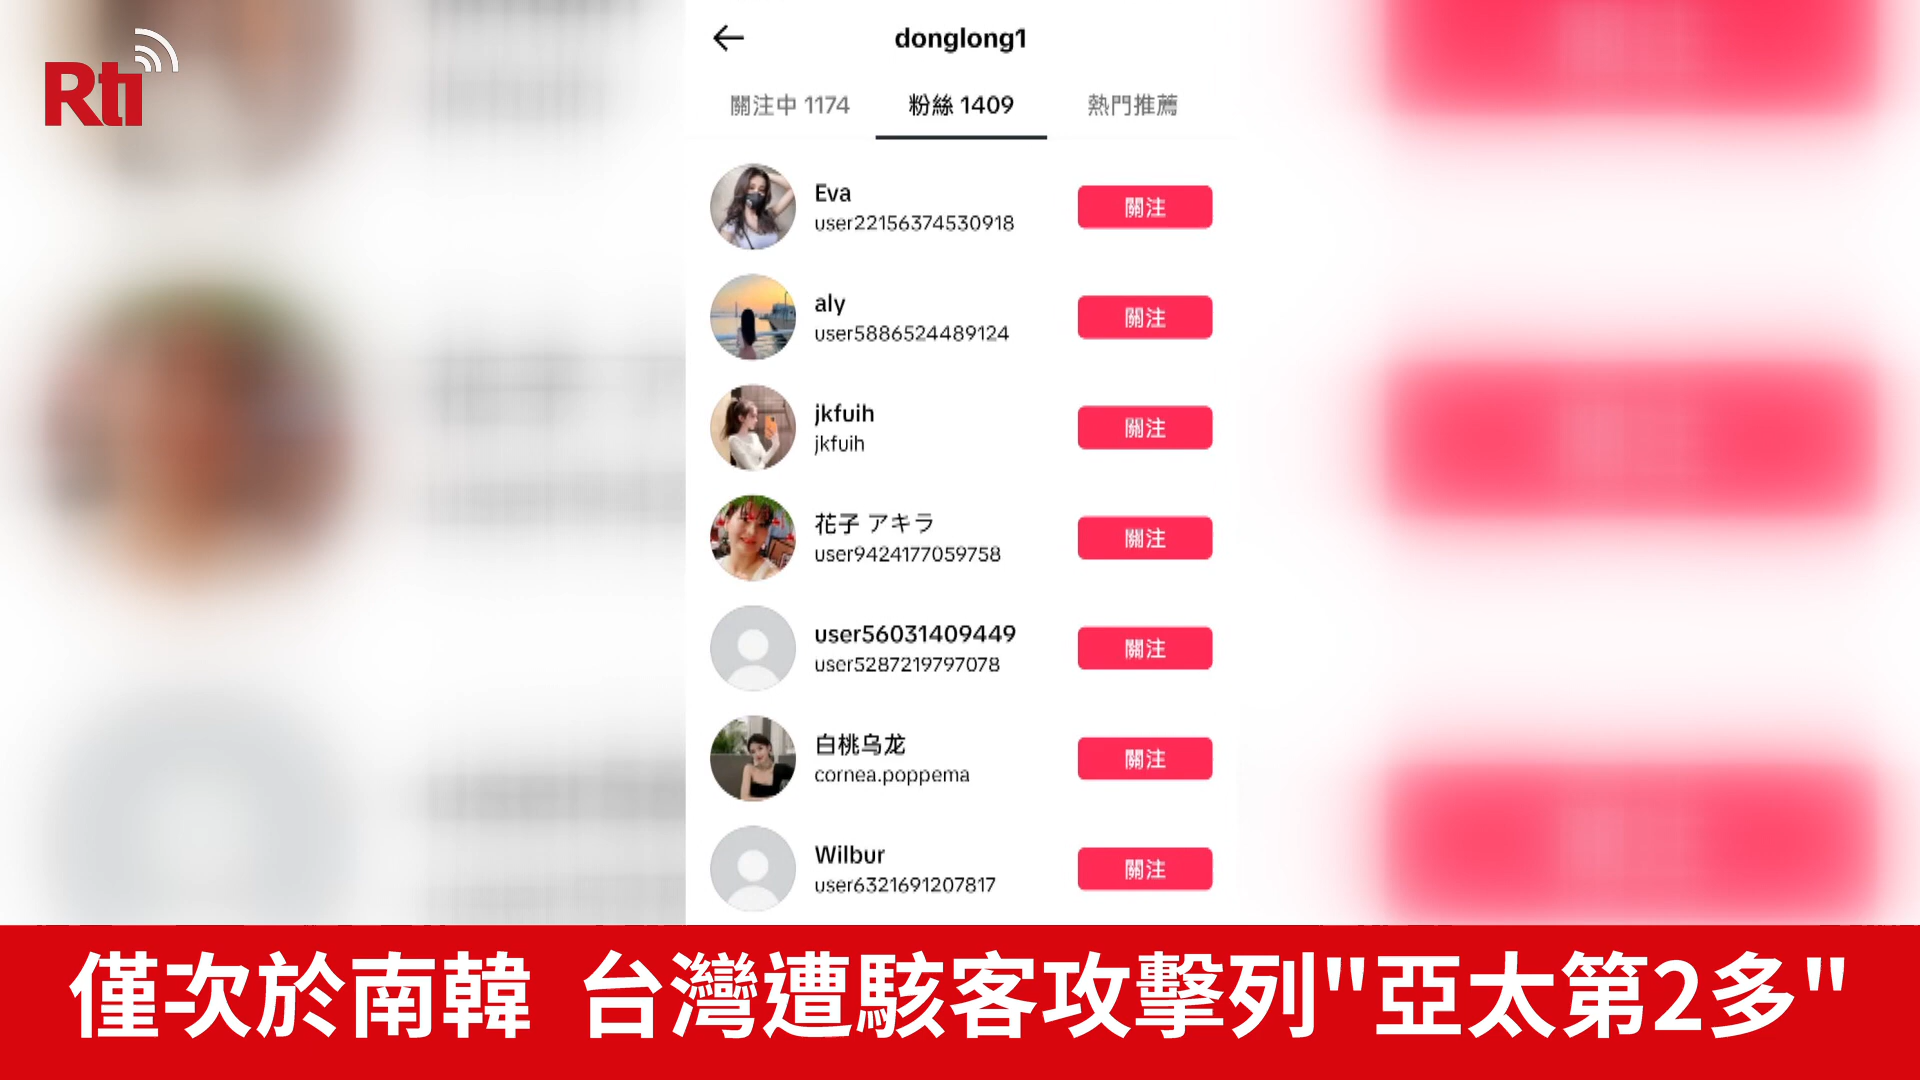 Rti
donglong1
關注中 1174
粉絲 1409
熱門推薦
Eva
user22156374530918
關注
aly
user5886524489124
關注
jkfuih
jkfuih
關注
花子 アキラ
user9424177059758
關注
user56031409449
user5287219797078
關注
白桃乌龙
cornea.poppema
關注
Wilbur
user6321691207817
關注
僅次於南韓 台灣遭駭客攻擊列"亞太第2多"